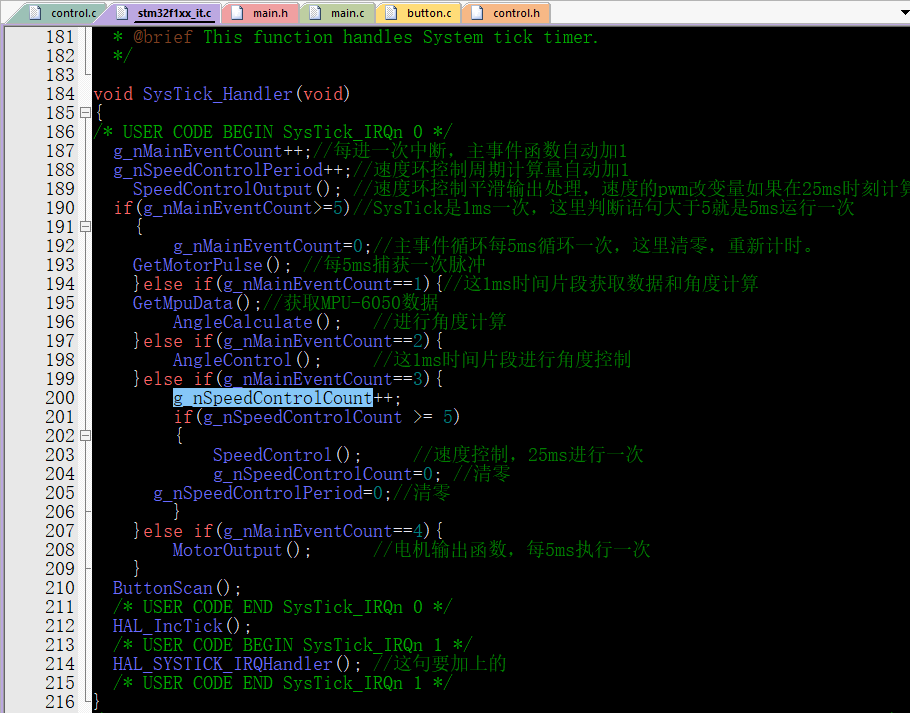 control.c stm32f1xx_it.c main.h main.c button.c control.h
181 * @brief This function handles System tick timer.
182 */
183
184 void SysTick_Handler(void)
185 {
186 /* USER CODE BEGIN SysTick_IRQn 0 */
187 g_nMainEventCount++;//每进一次中断，主事件函数自动加1
188 g_nSpeedControlPeriod++;//速度环控制周期计算量自动加1
189 SpeedControlOutput(); //速度环控制平滑输出处理，速度的pwm改变量如果在25ms时刻计算
190 if(g_nMainEventCount>=5)//SysTick是1ms一次，这里判断语句大于5就是5ms运行一次
191 {
192 g_nMainEventCount=0;//主事件循环每5ms循环一次，这里清零，重新计时。
193 GetMotorPulse(); //每5ms捕获一次脉冲
194 }else if(g_nMainEventCount==1){//这1ms时间片段获取数据和角度计算
195 GetMpuData();//获取MPU-6050数据
196 AngleCalculate(); //进行角度计算
197 }else if(g_nMainEventCount==2){
198 AngleControl(); //这1ms时间片段进行角度控制
199 }else if(g_nMainEventCount==3){
200 g_nSpeedControlCount++;
201 if(g_nSpeedControlCount >= 5)
202 {
203 SpeedControl(); //速度控制，25ms进行一次
204 g_nSpeedControlCount=0; //清零
205 g_nSpeedControlPeriod=0;//清零
206 }
207 }else if(g_nMainEventCount==4){
208 MotorOutput(); //电机输出函数，每5ms执行一次
209 }
210 ButtonScan();
211 /* USER CODE END SysTick_IRQn 0 */
212 HAL_IncTick();
213 /* USER CODE BEGIN SysTick_IRQn 1 */
214 HAL_SYSTICK_IRQHandler(); //这句要加上的
215 /* USER CODE END SysTick_IRQn 1 */
216 }